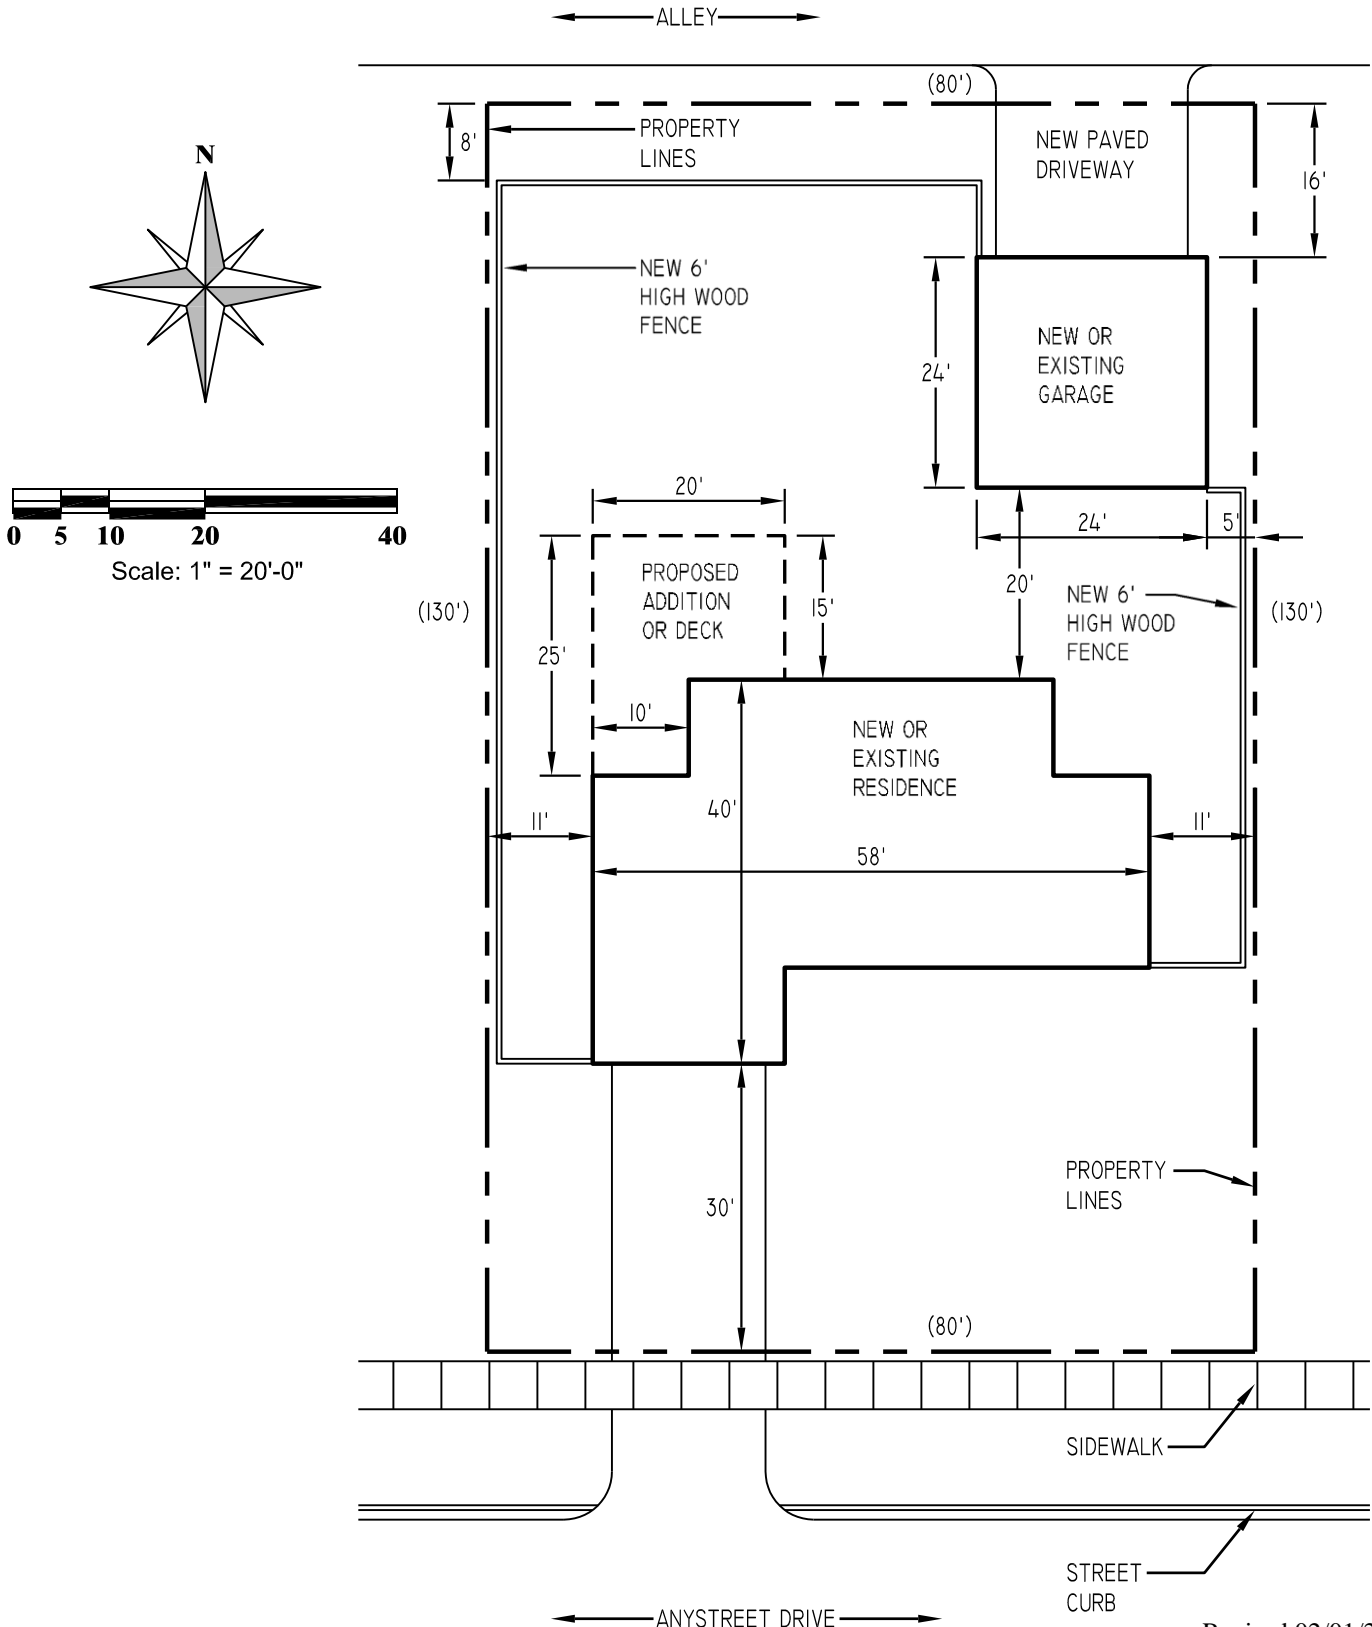 ALLEY
(80')
PROPERTY
LINES
8'
NEW PAVED
DRIVEWAY
16'
N
NEW 6'
HIGH WOOD
FENCE
NEW OR
EXISTING
GARAGE
24'
20'
24'
5'
0 5 10 20 40
Scale: 1" = 20'-0"
PROPOSED
ADDITION
OR DECK
15'
20'
NEW 6'
HIGH WOOD
FENCE
(130')
(130')
25'
10'
NEW OR
EXISTING
RESIDENCE
40'
11'
11'
58'
PROPERTY
LINES
30'
(80')
SIDEWALK
STREET
CURB
ANYSTREET DRIVE